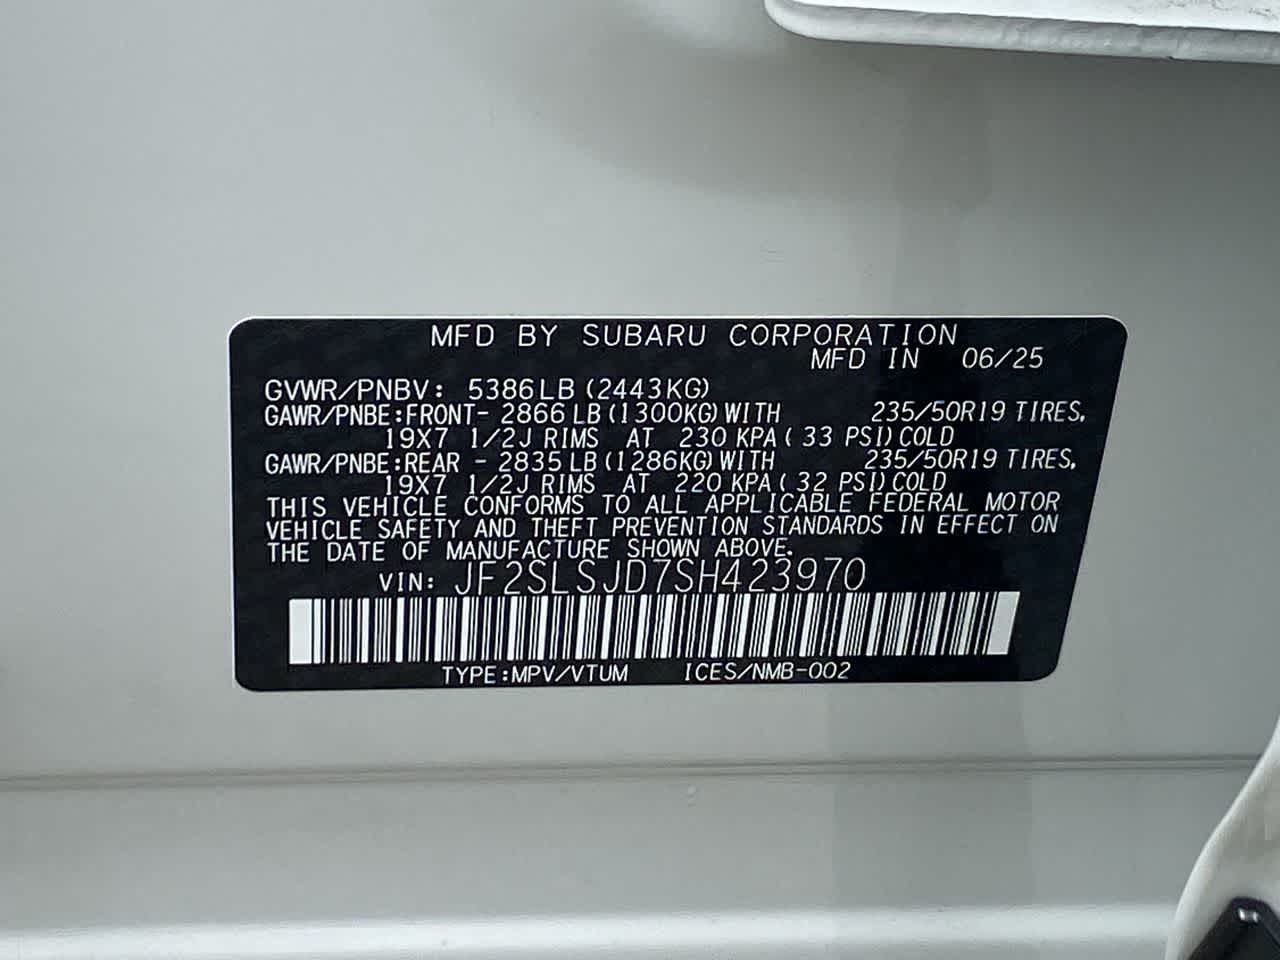 MFD BY SUBARU CORPORATION
MFD IN 06/25
GVWR/PNBV: 5386LB(2443KG)
GAWR/PNBE:FRONT- 2866LB(1300KG)WITH 235/50R19 TIRES,
19X7 1/2J RIMS AT 230 KPA( 33 PSI)COLD
GAWR/PNBE:REAR - 2835LB(1286KG)WITH 235/50R19 TIRES,
19X7 1/2J RIMS AT 220 KPA( 32 PSI)COLD
THIS VEHICLE CONFORMS TO ALL APPLICABLE FEDERAL MOTOR
VEHICLE SAFETY AND THEFT PREVENTION STANDARDS IN EFFECT ON
THE DATE OF MANUFACTURE SHOWN ABOVE.
VIN: JF2SLSJD7SH423970
TYPE:MPV/VTUM ICES/NMB-002